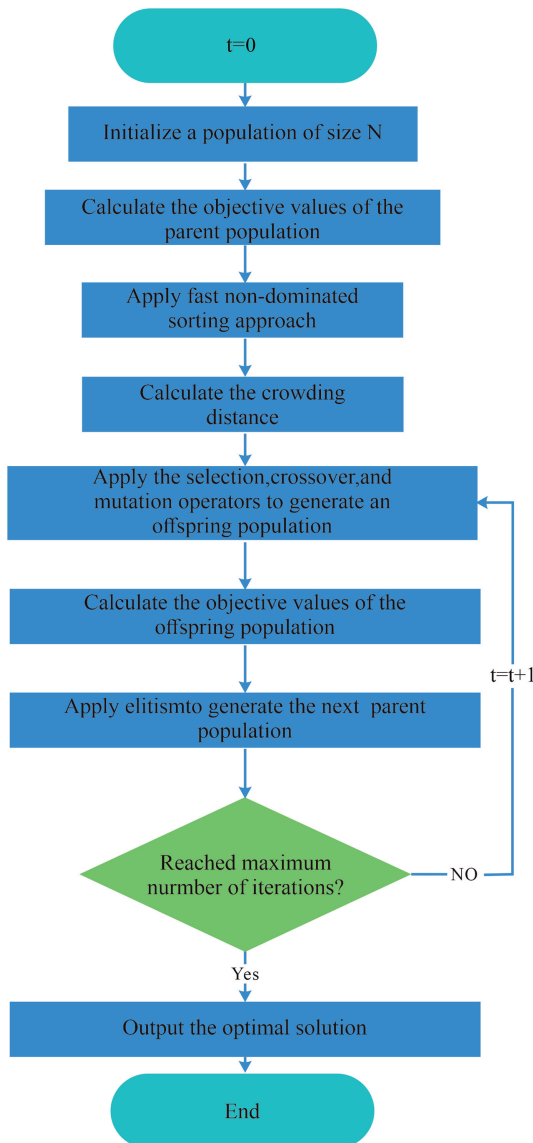 t=0
Initialize a population of size N
Calculate the objective values of the
parent population
Apply fast non-dominated
sorting approach
Calculate the crowding
distance
Apply the selection,crossover,and
mutation operators to generate an
offspring population
Calculate the objective values of the
offspring population
t=t+1
Apply elitismto generate the next parent
population
Reached maximum
nurmber of iterations?
NO
Yes
Output the optimal solution
End